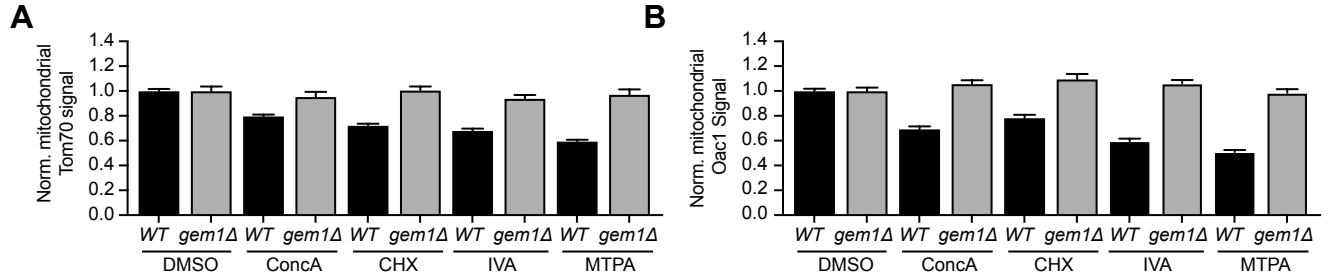 A
Norm. mitochondrial
Tom70 signal
1.4
1.2
1.0
0.8
0.6
0.4
0.2
0.0
WT gem1Δ WT gem1Δ WT gem1Δ WT gem1Δ WT gem1Δ
DMSO ConcA CHX IVA MTPA
B
Norm. mitochondrial
Oac1 Signal
1.4
1.2
1.0
0.8
0.6
0.4
0.2
0.0
WT gem1Δ WT gem1Δ WT gem1Δ WT gem1Δ WT gem1Δ
DMSO ConcA CHX IVA MTPA